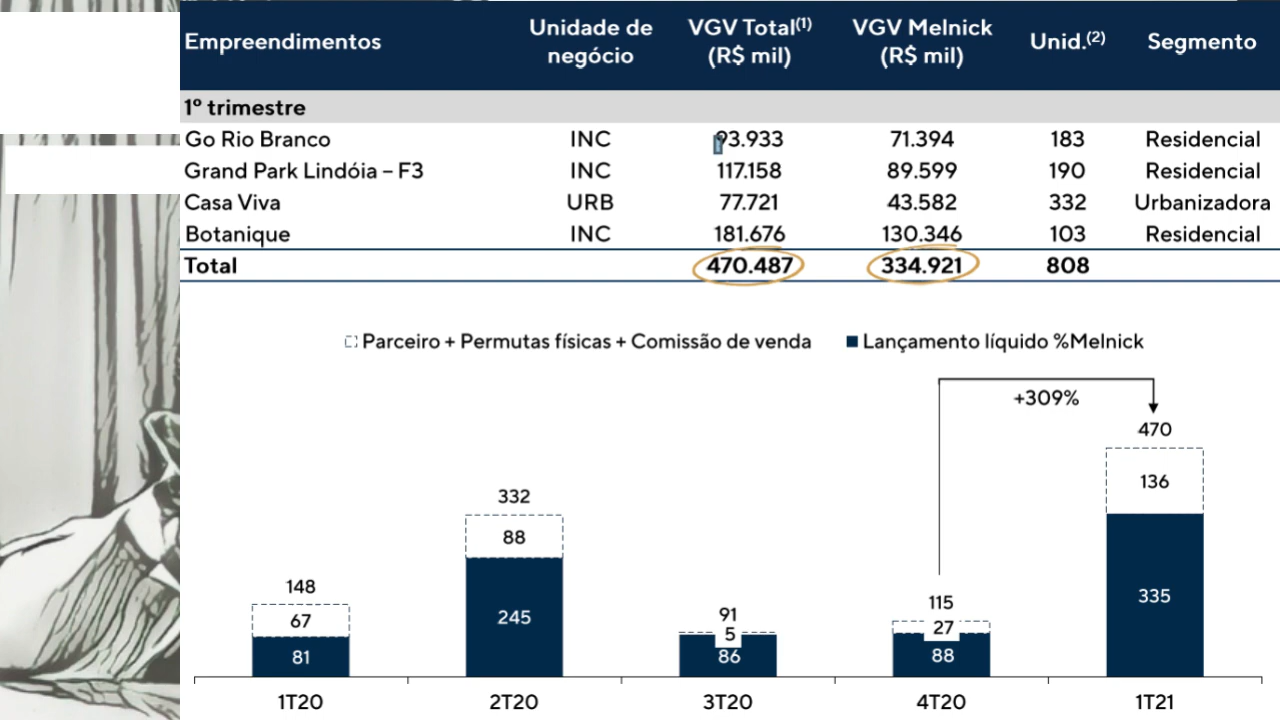 Empreendimentos Unidade de negócio VGV Total(1) (R$ mil) VGV Melnick (R$ mil) Unid.(2) Segmento
1º trimestre
Go Rio Branco INC 93.933 71.394 183 Residencial
Grand Park Lindóia – F3 INC 117.158 89.599 190 Residencial
Casa Viva URB 77.721 43.582 332 Urbanizadora
Botanique INC 181.676 130.346 103 Residencial
Total 470.487 334.921 808
Parceiro + Permutas físicas + Comissão de venda Lançamento líquido %Melnick
+309%
148
67
81
332
88
245
91
5
86
115
27
88
470
136
335
1T20 2T20 3T20 4T20 1T21